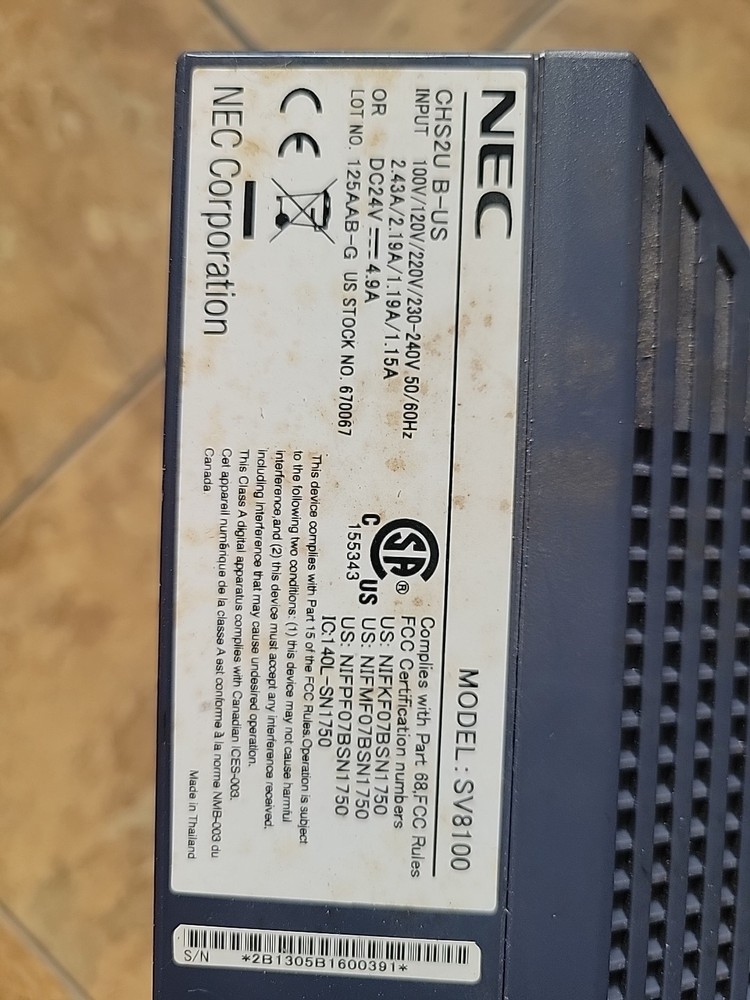 NEC
MODEL : SV8100
CHS2U B-US
INPUT 100V/120V/220V/230-240V 50/60Hz
2.43A/2.19A/1.19A/1.15A
OR DC24V 4.9A
LOT NO. 125AAB-G US STOCK NO. 670067
CE
NEC Corporation
CSA®
C US
155343
Complies with Part 68,FCC Rules
FCC Certification numbers
US: NIFKF07BSN1750
US: NIFMF07BSN1750
US: NIFPF07BSN1750
IC:140L-SN1750
This device complies with Part 15 of the FCC Rules.Operation is subject
to the following two conditions: (1) this device may not cause harmful
interference,and (2) this device must accept any interference received,
including interference that may cause undesired operation.
This Class A digital apparatus complies with Canadian ICES-003.
Cet appareil numérique de la classe A est conforme à la norme NMB-003 du
Canada.
Made in Thailand
S/N *2B1305B1600391*